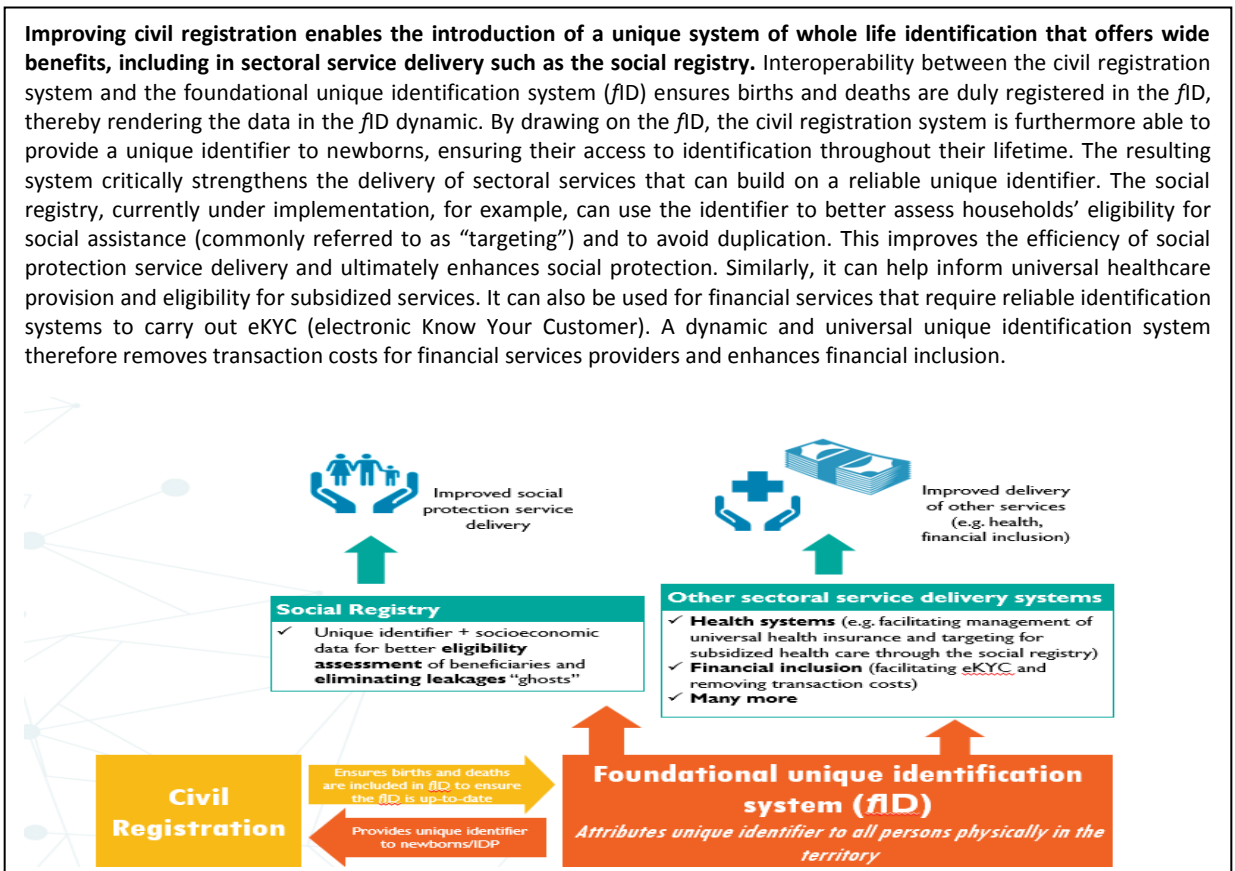 Improving civil registration enables the introduction of a unique system of whole life identification that offers wide
benefits, including in sectoral service delivery such as the social registry. Interoperability between the civil registration
system and the foundational unique identification system (fID) ensures births and deaths are duly registered in the fID,
thereby rendering the data in the fID dynamic. By drawing on the fID, the civil registration system is furthermore able to
provide a unique identifier to newborns, ensuring their access to identification throughout their lifetime. The resulting
system critically strengthens the delivery of sectoral services that can build on a reliable unique identifier. The social
registry, currently under implementation, for example, can use the identifier to better assess households’ eligibility for
social assistance (commonly referred to as “targeting”) and to avoid duplication. This improves the efficiency of social
protection service delivery and ultimately enhances social protection. Similarly, it can help inform universal healthcare
provision and eligibility for subsidized services. It can also be used for financial services that require reliable identification
systems to carry out eKYC (electronic Know Your Customer). A dynamic and universal unique identification system
therefore removes transaction costs for financial services providers and enhances financial inclusion.
Improved social
protection service
delivery
Improved delivery
of other services
(e.g. health,
financial inclusion)
Social Registry
✓ Unique identifier + socioeconomic
data for better eligibility
assessment of beneficiaries and
eliminating leakages “ghosts”
Other sectoral service delivery systems
✓ Health systems (e.g. facilitating management of
universal health insurance and targeting for
subsidized health care through the social registry)
✓ Financial inclusion (facilitating eKYC and
removing transaction costs)
✓ Many more
Civil
Registration
Ensures births and deaths
are included in fID to ensure
the fID is up-to-date
Provides unique identifier
to newborns/IDP
Foundational unique identification
system (fID)
Attributes unique identifier to all persons physically in the
territory